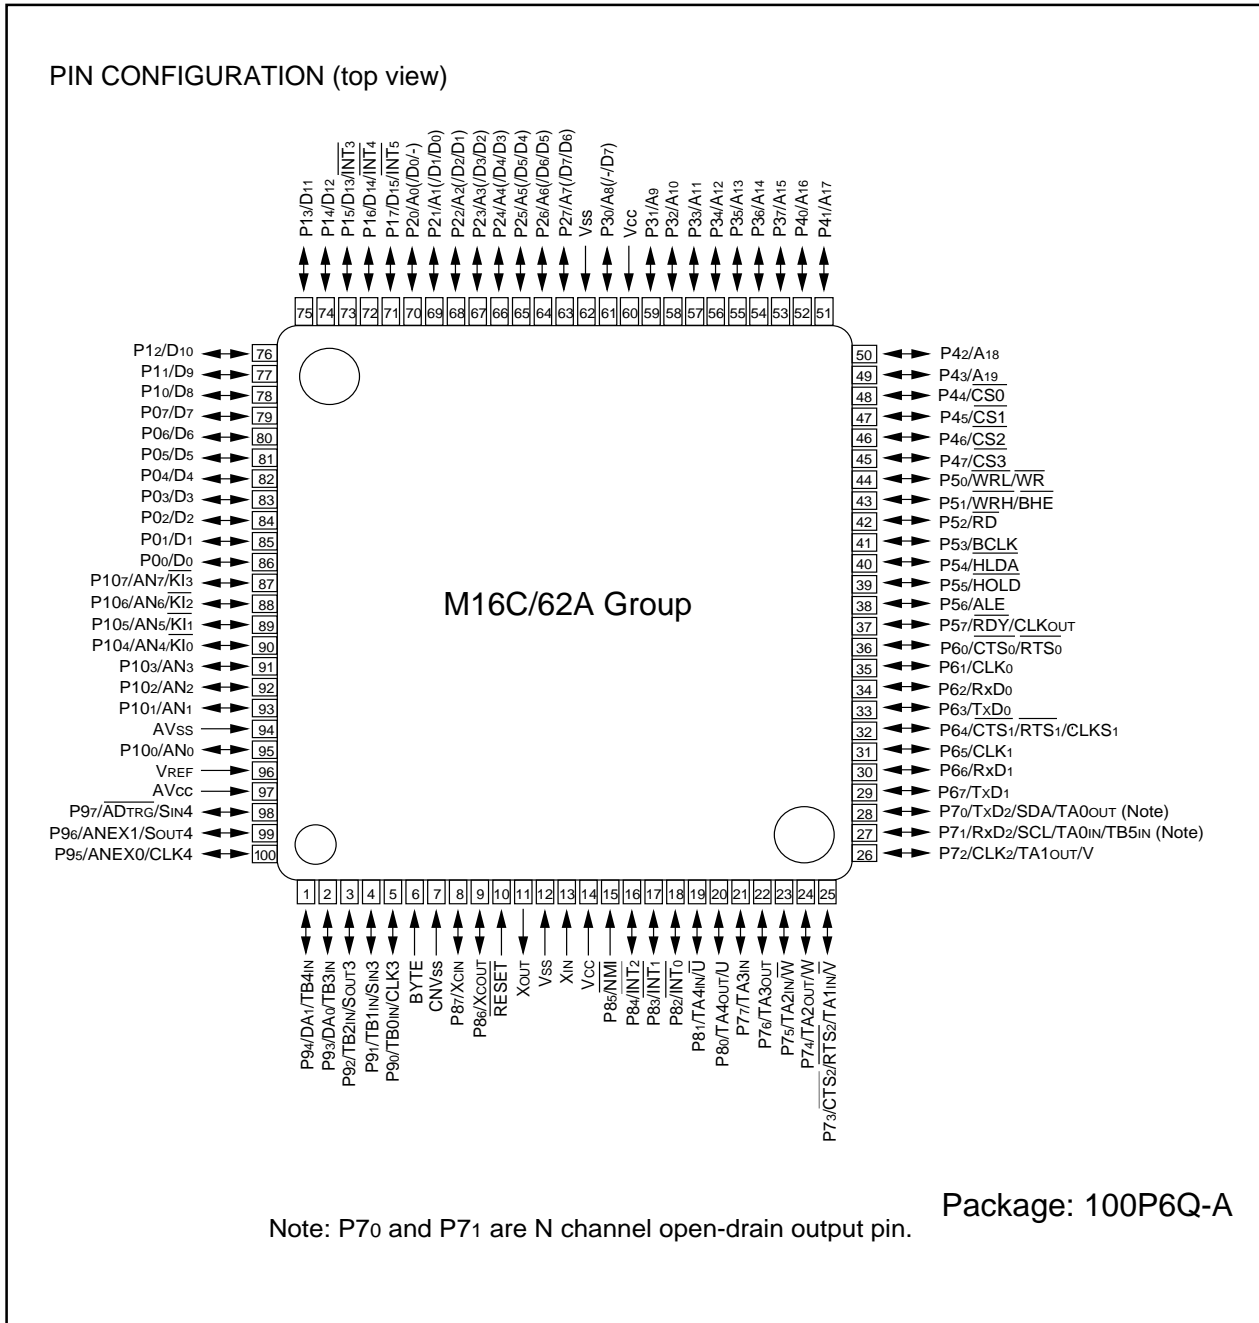 PIN CONFIGURATION (top view)
P13/D11
P14/D12
P15/D13/INT3
P16/D14/INT4
P17/D15/INT5
P20/A0(/D0/-)
P21/A1(/D1/D0)
P22/A2(/D2/D1)
P23/A3(/D3/D2)
P24/A4(/D4/D3)
P25/A5(/D5/D4)
P26/A6(/D6/D5)
P27/A7(/D7/D6)
Vss
P30/A8(/-/D7)
Vcc
P31/A9
P32/A10
P33/A11
P34/A12
P35/A13
P36/A14
P37/A15
P40/A16
P41/A17
75 74 73 72 71 70 69 68 67 66 65 64 63 62 61 60 59 58 57 56 55 54 53 52 51
P12/D10 76
P11/D9 77
P10/D8 78
P07/D7 79
P06/D6 80
P05/D5 81
P04/D4 82
P03/D3 83
P02/D2 84
P01/D1 85
P00/D0 86
P107/AN7/KI3 87
P106/AN6/KI2 88
P105/AN5/KI1 89
P104/AN4/KI0 90
P103/AN3 91
P102/AN2 92
P101/AN1 93
AVss 94
P100/AN0 95
VREF 96
AVcc 97
P97/ADTRG/SIN4 98
P96/ANEX1/SOUT4 99
P95/ANEX0/CLK4 100
M16C/62A Group
50 P42/A18
49 P43/A19
48 P44/CS0
47 P45/CS1
46 P46/CS2
45 P47/CS3
44 P50/WRL/WR
43 P51/WRH/BHE
42 P52/RD
41 P53/BCLK
40 P54/HLDA
39 P55/HOLD
38 P56/ALE
37 P57/RDY/CLKOUT
36 P60/CTS0/RTS0
35 P61/CLK0
34 P62/RxD0
33 P63/TXD0
32 P64/CTS1/RTS1/CLKS1
31 P65/CLK1
30 P66/RxD1
29 P67/TXD1
28 P70/TXD2/SDA/TA0OUT (Note)
27 P71/RxD2/SCL/TA0IN/TB5IN (Note)
26 P72/CLK2/TA1OUT/V
1 2 3 4 5 6 7 8 9 10 11 12 13 14 15 16 17 18 19 20 21 22 23 24 25
P94/DA1/TB4IN
P93/DA0/TB3IN
P92/TB2IN/SOUT3
P91/TB1IN/SIN3
P90/TB0IN/CLK3
BYTE
CNVss
P87/XCIN
P86/XCOUT
RESET
XOUT
Vss
XIN
Vcc
P85/NMI
P84/INT2
P83/INT1
P82/INT0
P81/TA4IN/U
P80/TA4OUT/U
P77/TA3IN
P76/TA3OUT
P75/TA2IN/W
P74/TA2OUT/W
P73/CTS2/RTS2/TA1IN/V
Package: 100P6Q-A
Note: P70 and P71 are N channel open-drain output pin.